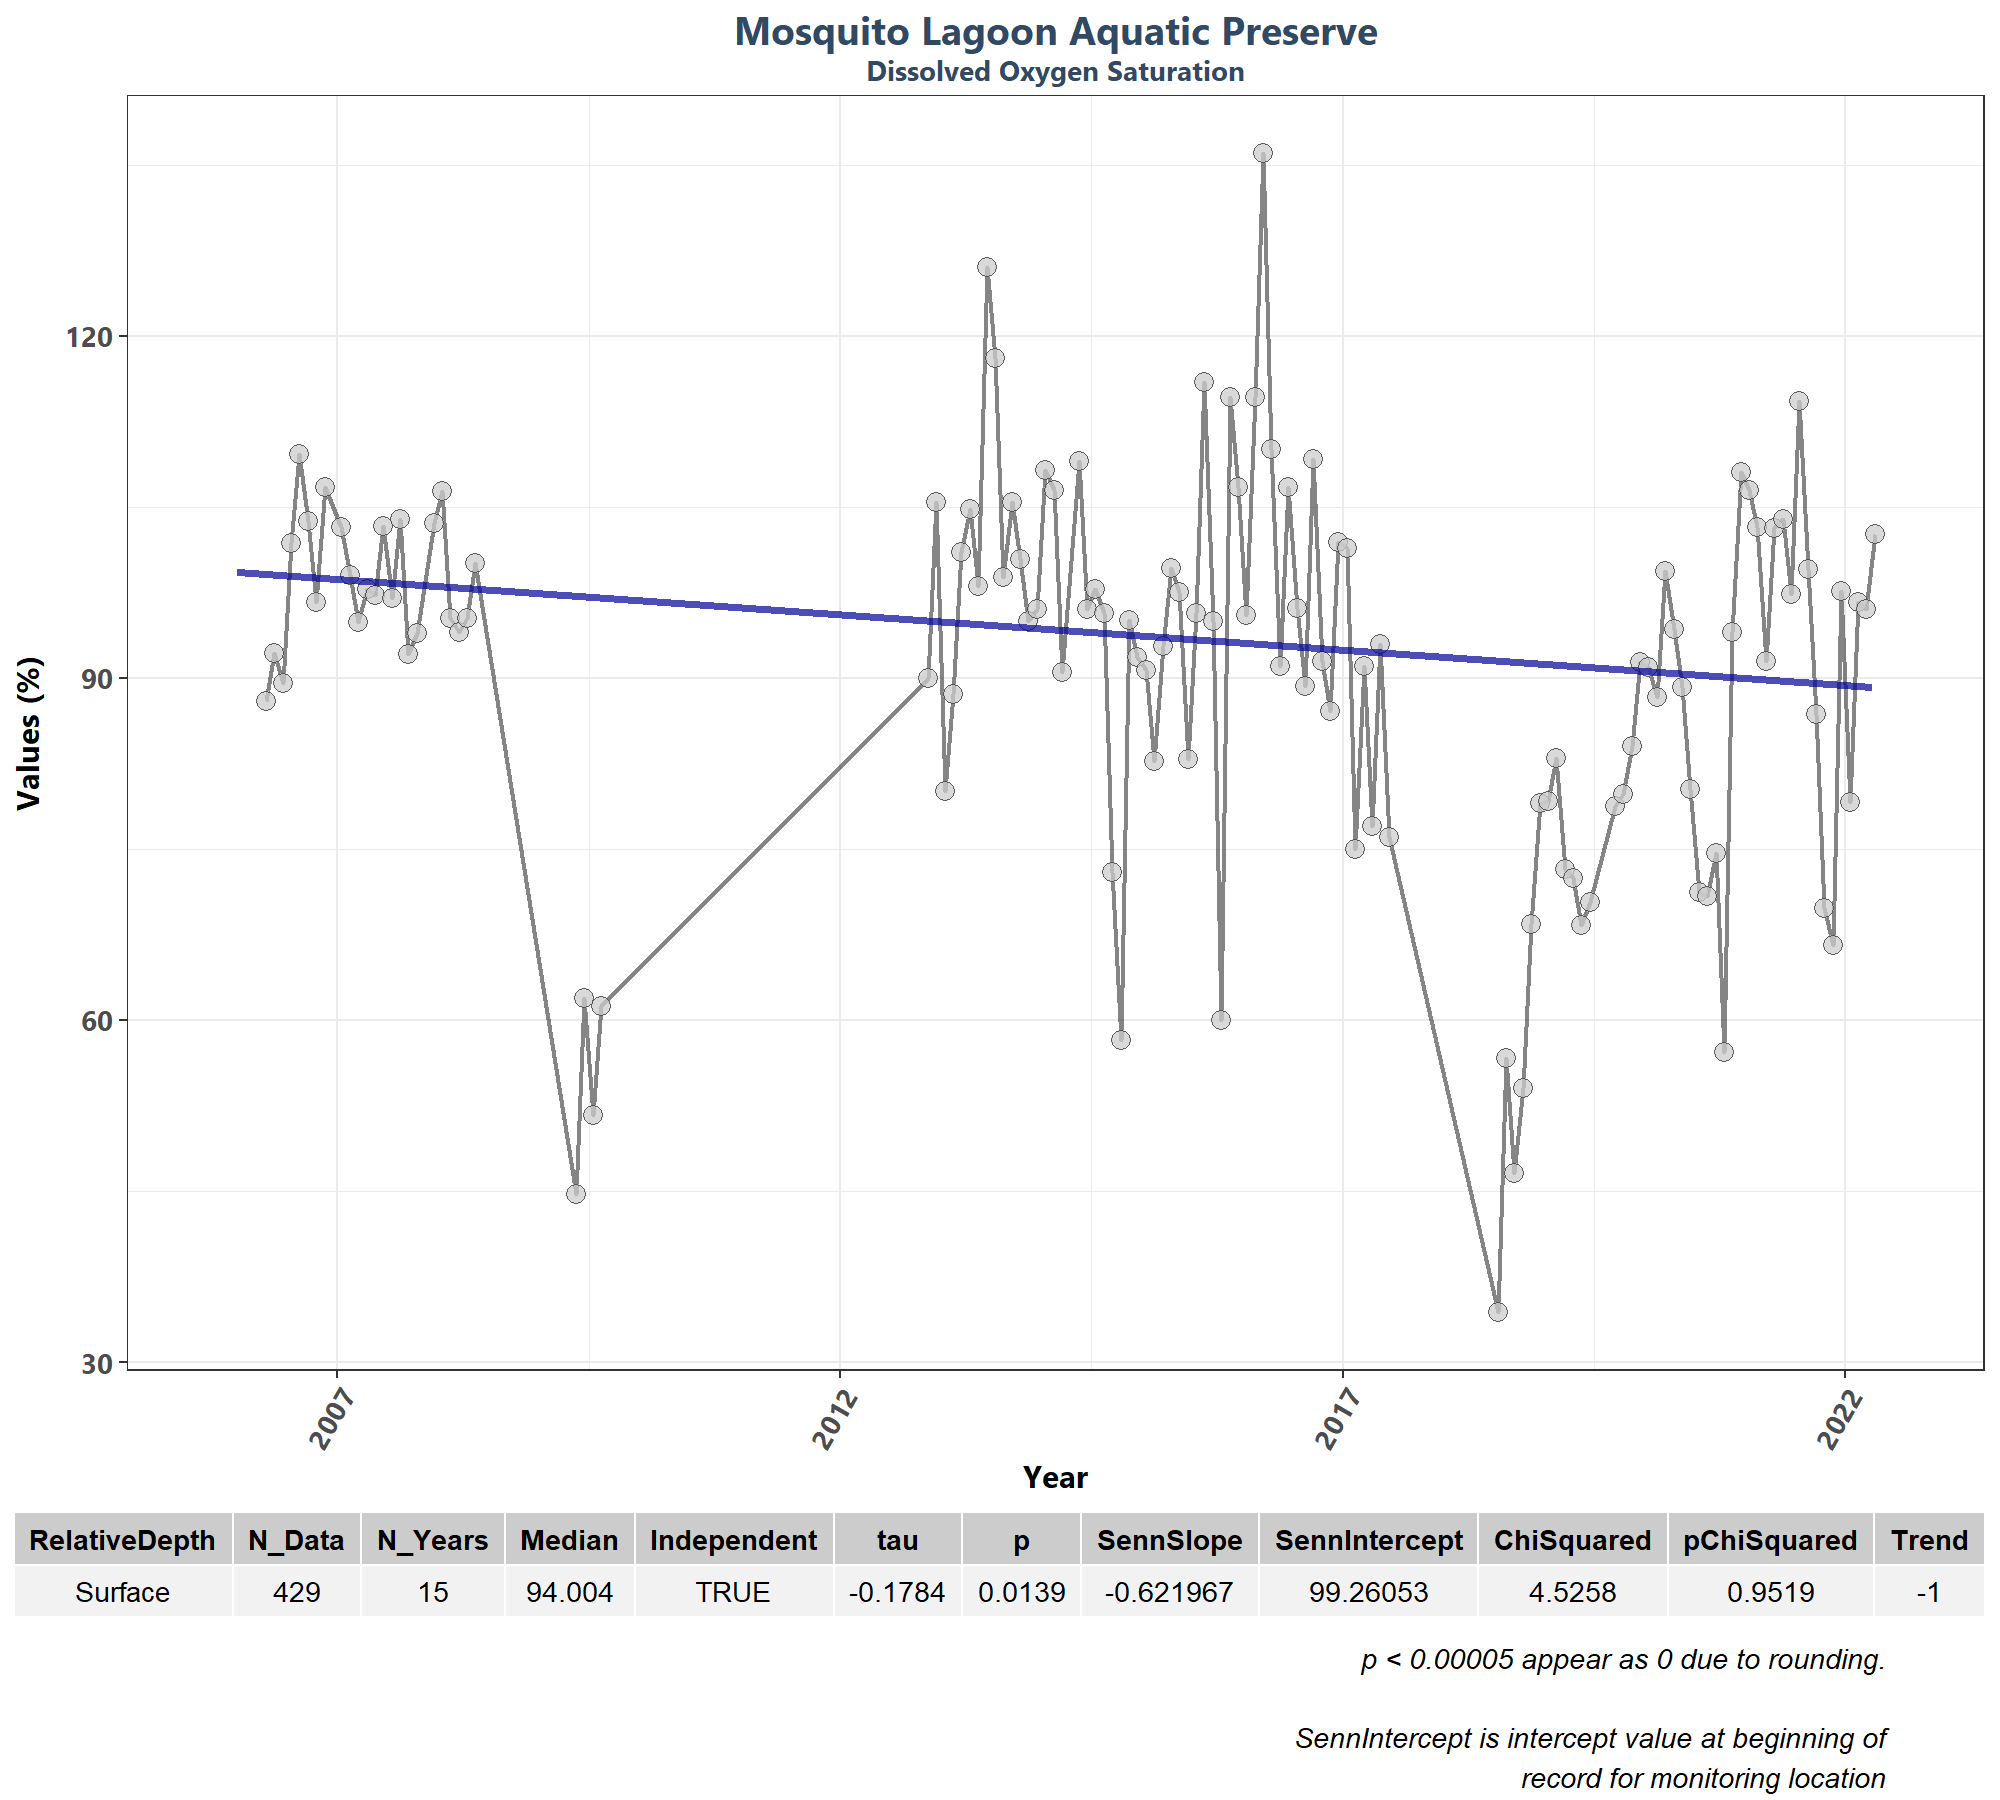 Mosquito Lagoon Aquatic Preserve
Dissolved Oxygen Saturation
Values (%)
120
90
60
30
2007
2012
2017
2022
Year
RelativeDepth N_Data N_Years Median Independent tau p SennSlope SennIntercept ChiSquared pChiSquared Trend
Surface 429 15 94.004 TRUE -0.1784 0.0139 -0.621967 99.26053 4.5258 0.9519 -1
p < 0.00005 appear as 0 due to rounding.
SennIntercept is intercept value at beginning of
record for monitoring location